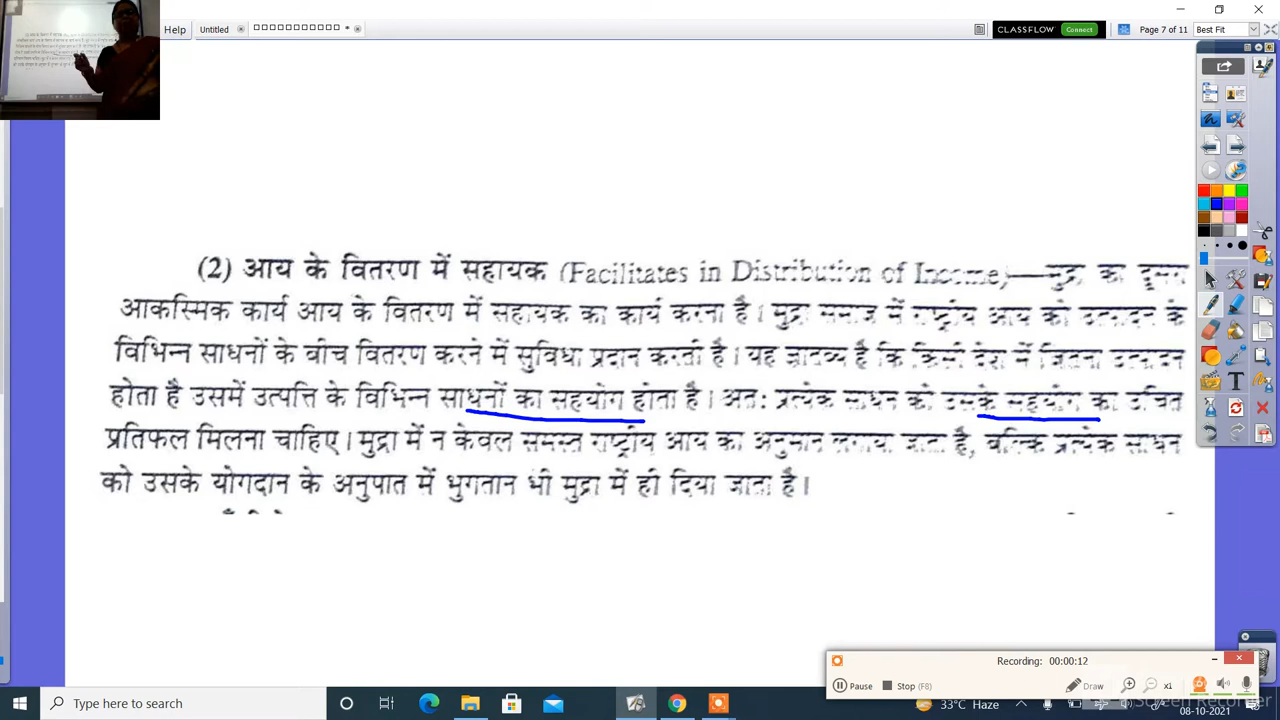 Help Untitled CLASSFLOW Connect Page 7 of 11 Best Fit
(2) आय के वितरण में सहायक (Facilitates in Distribution of Income)—मुद्रा का दूसरा
आकस्मिक कार्य आय के वितरण में सहायक का कार्य करना है। मुद्रा समाज में राष्ट्रीय आय को उत्पादन के
विभिन्न साधनों के बीच वितरण करने में सुविधा प्रदान करती है। यह ज्ञातव्य है कि किसी देश में जितना उत्पादन
होता है उसमें उत्पत्ति के विभिन्न साधनों का सहयोग होता है। अतः प्रत्येक साधन को उसके सहयोग का उचित
प्रतिफल मिलना चाहिए। मुद्रा में न केवल समस्त राष्ट्रीय आय का अनुमान लगाया जाता है, बल्कि प्रत्येक साधन
को उसके योगदान के अनुपात में भुगतान भी मुद्रा में ही दिया जाता है।
Recording: 00:00:12
Pause Stop (F8) Draw x1
Type here to search 33°C Haze 08-10-2021